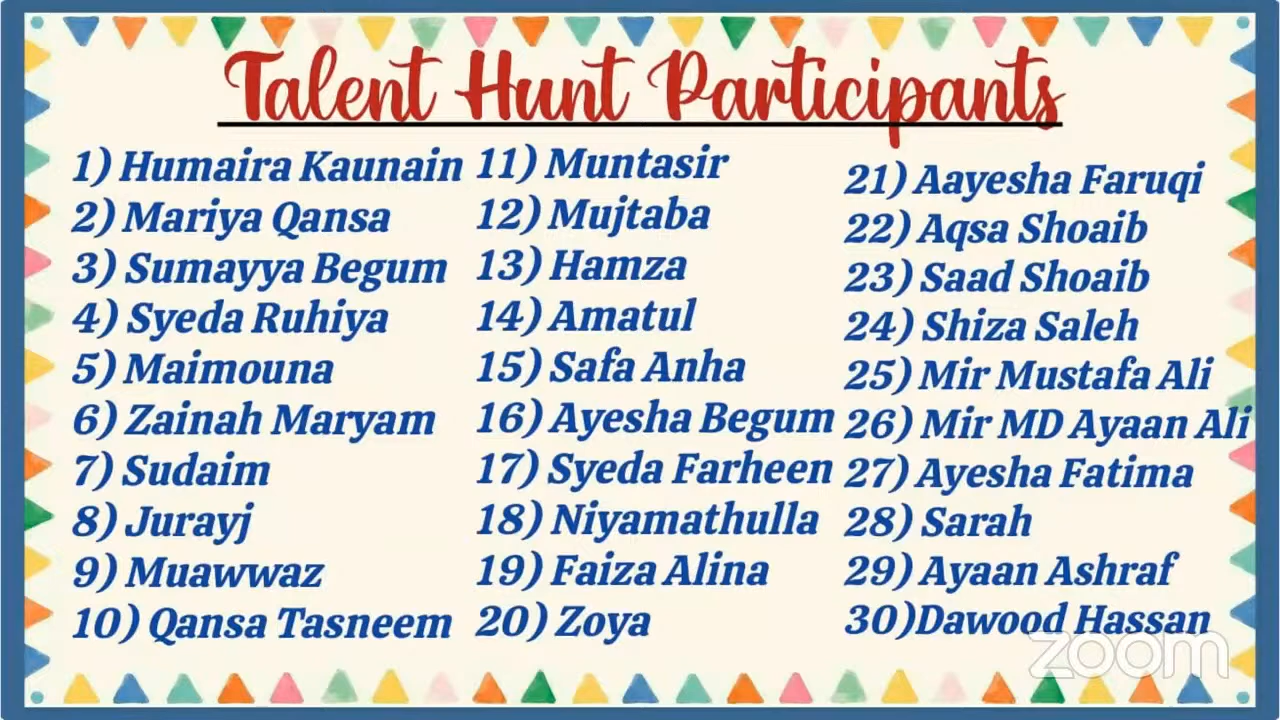 Talent Hunt Participants
1) Humaira Kaunain
2) Mariya Qansa
3) Sumayya Begum
4) Syeda Ruhiya
5) Maimouna
6) Zainah Maryam
7) Sudaim
8) Jurayj
9) Muawwaz
10) Qansa Tasneem
11) Muntasir
12) Mujtaba
13) Hamza
14) Amatul
15) Safa Anha
16) Ayesha Begum
17) Syeda Farheen
18) Niyamathulla
19) Faiza Alina
20) Zoya
21) Aayesha Faruqi
22) Aqsa Shoaib
23) Saad Shoaib
24) Shiza Saleh
25) Mir Mustafa Ali
26) Mir MD Ayaan Ali
27) Ayesha Fatima
28) Sarah
29) Ayaan Ashraf
30)Dawood Hassan
zoom